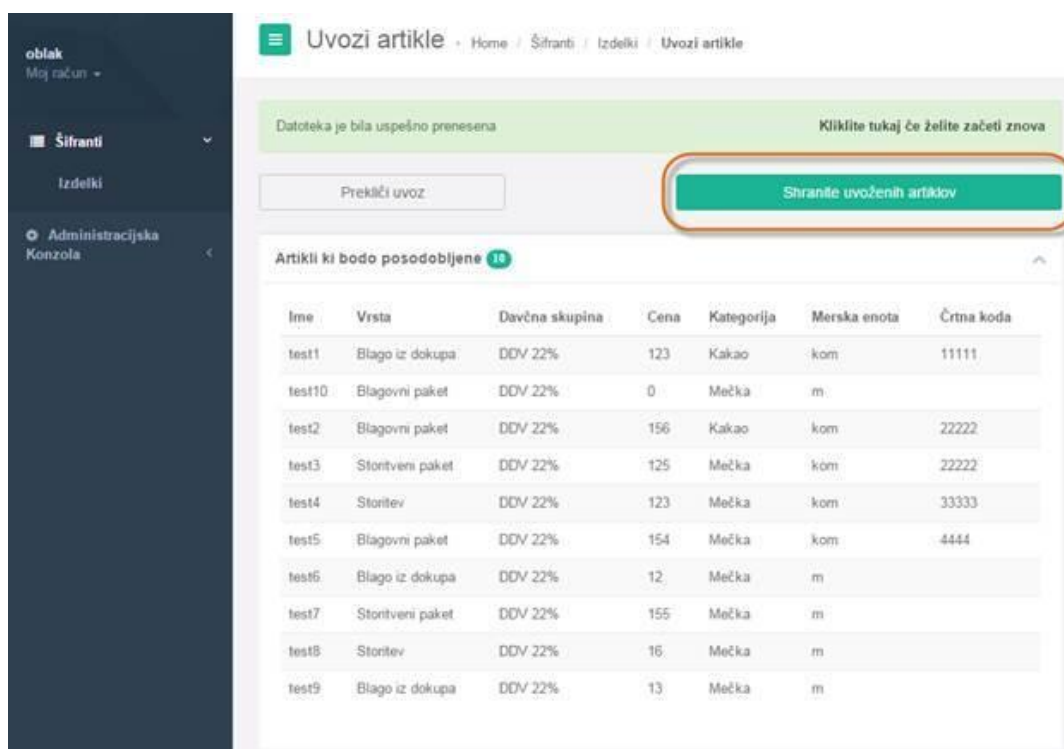 oblak
Moj račun
Šifranti
Izdelki
Administracijska
Konzola
Uvozi artikle • Home / Šifranti / Izdelki / Uvozi artikle
Datoteka je bila uspešno prenesena Kliklite tukaj če želite začeti znova
Prekliči uvoz Shranite uvoženih artiklov
Artikli ki bodo posodobljene 10
Ime Vrsta Davčna skupina Cena Kategorija Merska enota Črtna koda
test1 Blago iz dokupa DDV 22% 123 Kakao kom 11111
test10 Blagovni paket DDV 22% 0 Mečka m
test2 Blagovni paket DDV 22% 156 Kakao kom 22222
test3 Storitveni paket DDV 22% 125 Mečka kom 22222
test4 Storitev DDV 22% 123 Mečka kom 33333
test5 Blagovni paket DDV 22% 154 Mečka kom 4444
test6 Blago iz dokupa DDV 22% 12 Mečka m
test7 Storitveni paket DDV 22% 155 Mečka m
test8 Storitev DDV 22% 16 Mečka m
test9 Blago iz dokupa DDV 22% 13 Mečka m